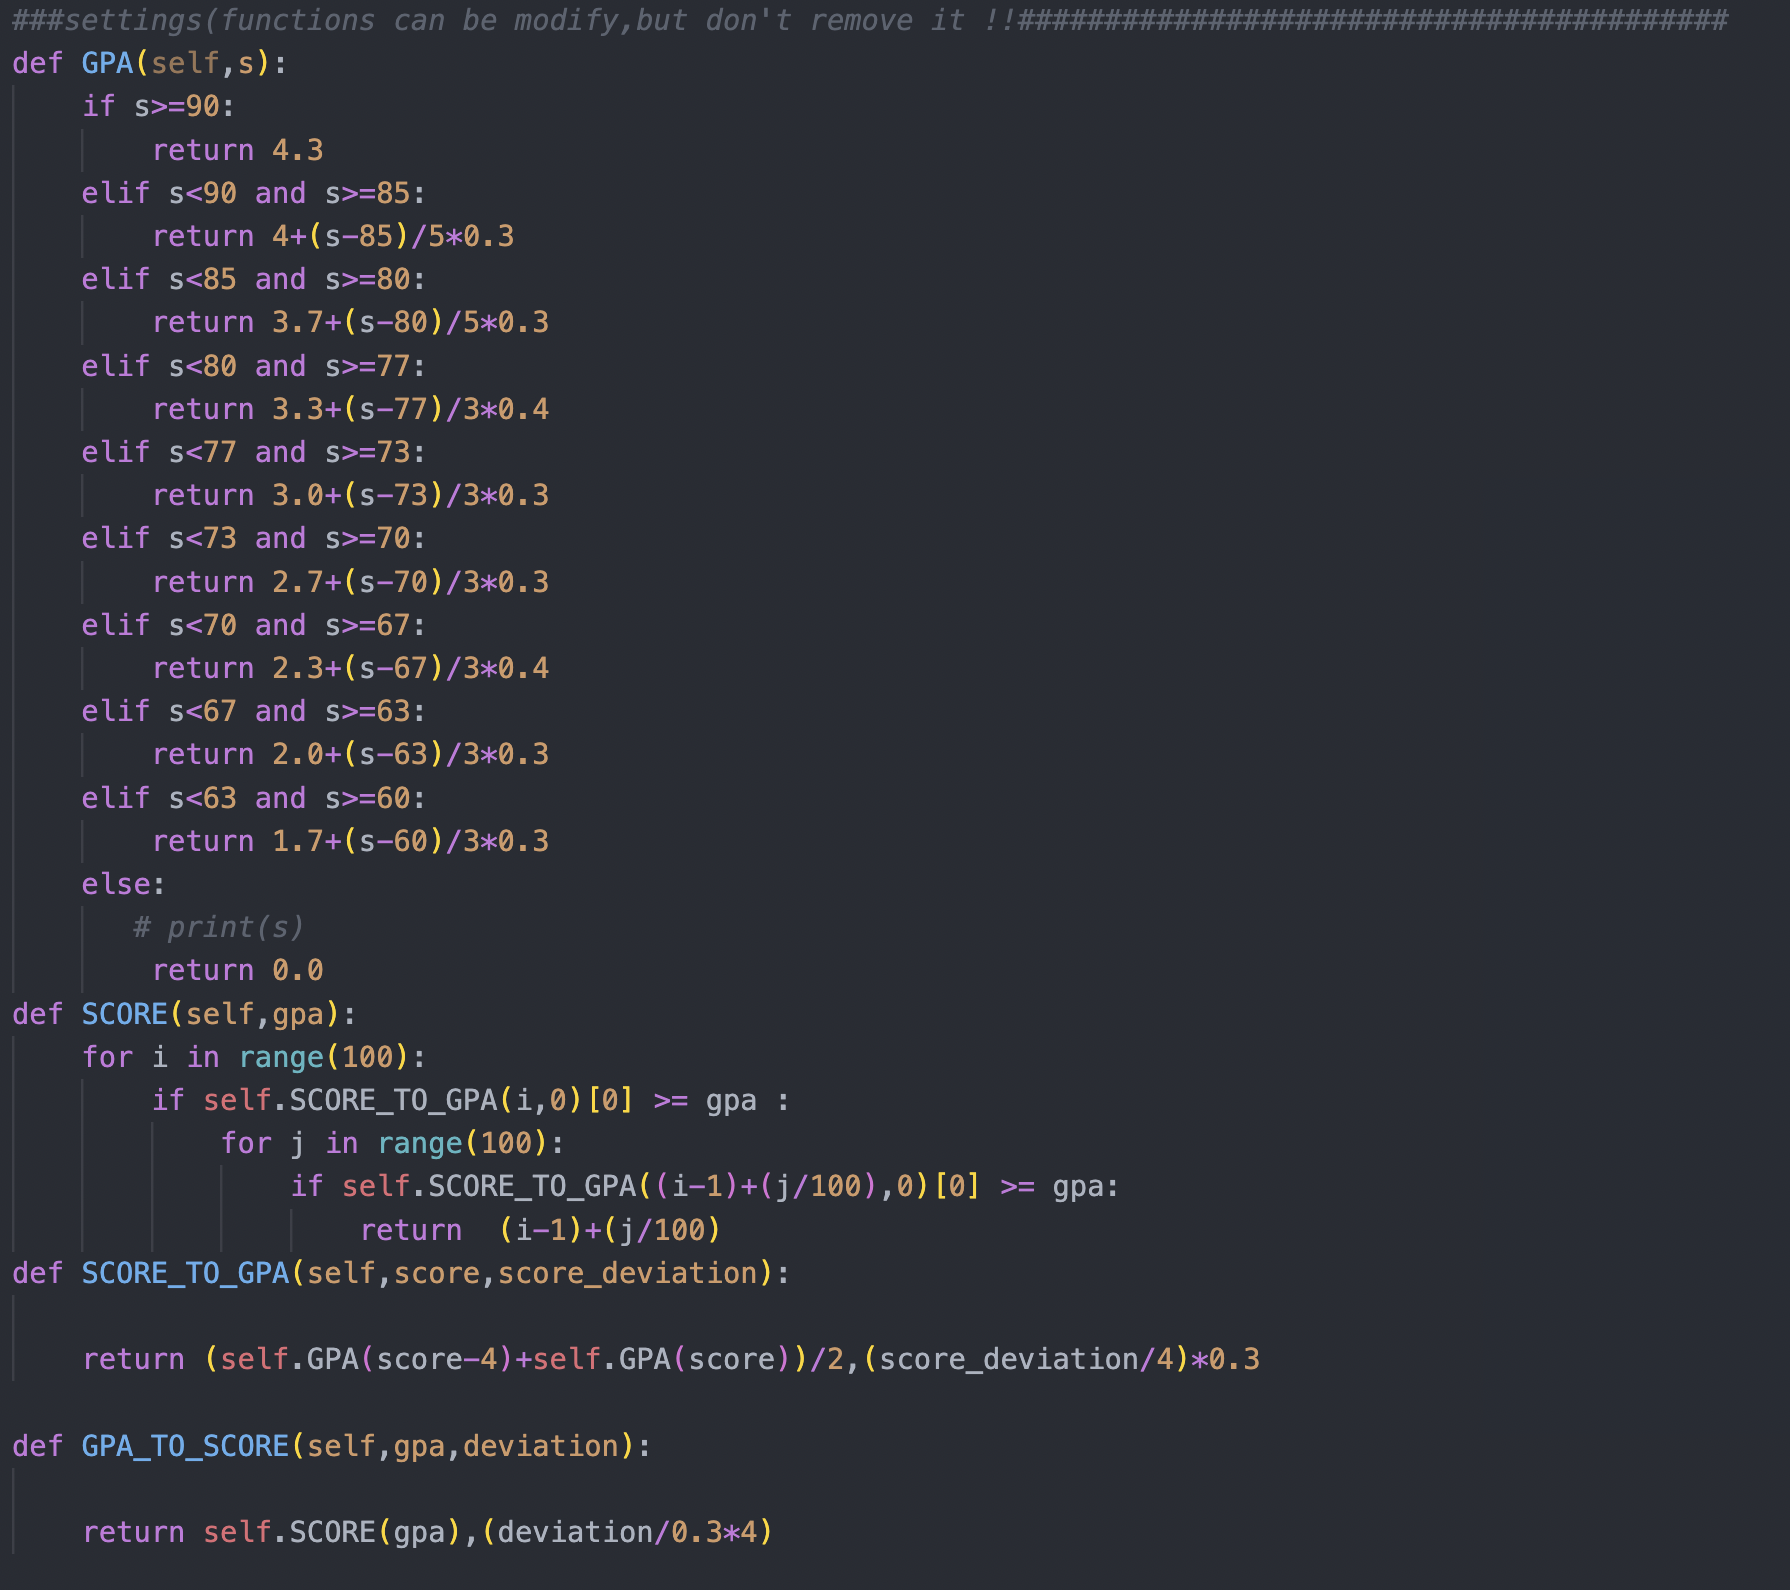 ###settings(functions can be modify,but don't remove it !!#########################################
def GPA(self,s):
    if s>=90:
        return 4.3
    elif s<90 and s>=85:
        return 4+(s-85)/5*0.3
    elif s<85 and s>=80:
        return 3.7+(s-80)/5*0.3
    elif s<80 and s>=77:
        return 3.3+(s-77)/3*0.4
    elif s<77 and s>=73:
        return 3.0+(s-73)/3*0.3
    elif s<73 and s>=70:
        return 2.7+(s-70)/3*0.3
    elif s<70 and s>=67:
        return 2.3+(s-67)/3*0.4
    elif s<67 and s>=63:
        return 2.0+(s-63)/3*0.3
    elif s<63 and s>=60:
        return 1.7+(s-60)/3*0.3
    else:
       # print(s)
        return 0.0
def SCORE(self,gpa):
    for i in range(100):
        if self.SCORE_TO_GPA(i,0)[0] >= gpa :
            for j in range(100):
                if self.SCORE_TO_GPA((i-1)+(j/100),0)[0] >= gpa:
                    return  (i-1)+(j/100)
def SCORE_TO_GPA(self,score,score_deviation):
    return (self.GPA(score-4)+self.GPA(score))/2,(score_deviation/4)*0.3
def GPA_TO_SCORE(self,gpa,deviation):
    return self.SCORE(gpa),(deviation/0.3*4)